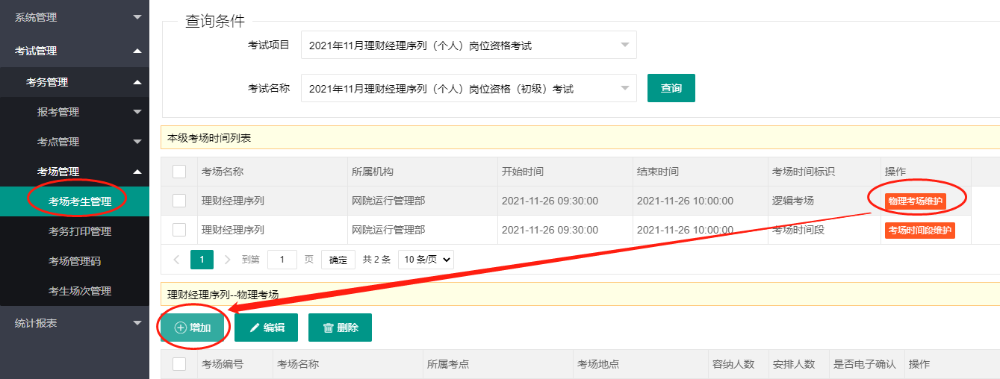 系统管理
考试管理
考务管理
报考管理
考点管理
考场管理
考场考生管理
考务打印管理
考场管理码
考生场次管理
统计报表
查询条件
考试项目 2021年11月理财经理序列（个人）岗位资格考试
考试名称 2021年11月理财经理序列（个人）岗位资格（初级）考试 查询
本级考场时间列表
考场名称 所属机构 开始时间 结束时间 考场时间标识 操作
理财经理序列 网院运行管理部 2021-11-26 09:30:00 2021-11-26 10:00:00 逻辑考场 物理考场维护
理财经理序列 网院运行管理部 2021-11-26 09:30:00 2021-11-26 10:00:00 考场时间段 考场时间段维护
1 到第 1 页 确定 共 2 条 10 条/页
理财经理序列--物理考场
增加 编辑 删除
考场编号 考场名称 所属考点 考场地点 容纳人数 安排人数 是否电子确认 操作